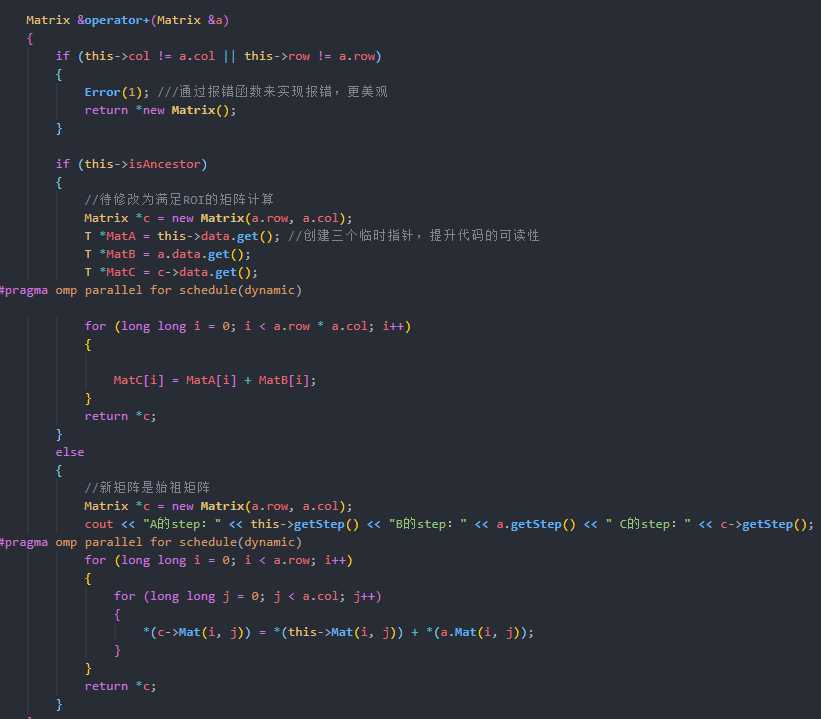 Matrix &operator+(Matrix &a)
{
if (this->col != a.col || this->row != a.row)
{
Error(1); ///通过报错函数来实现报错，更美观
return *new Matrix();
}
if (this->isAncestor)
{
//待修改为满足ROI的矩阵计算
Matrix *c = new Matrix(a.row, a.col);
T *MatA = this->data.get(); //创建三个临时指针，提升代码的可读性
T *MatB = a.data.get();
T *MatC = c->data.get();
#pragma omp parallel for schedule(dynamic)
for (long long i = 0; i < a.row * a.col; i++)
{
MatC[i] = MatA[i] + MatB[i];
}
return *c;
}
else
{
//新矩阵是始祖矩阵
Matrix *c = new Matrix(a.row, a.col);
cout << "A的step：" << this->getStep() << "B的step：" << a.getStep() << " C的step：" << c->getStep();
#pragma omp parallel for schedule(dynamic)
for (long long i = 0; i < a.row; i++)
{
for (long long j = 0; j < a.col; j++)
{
*(c->Mat(i, j)) = *(this->Mat(i, j)) + *(a.Mat(i, j));
}
}
return *c;
}